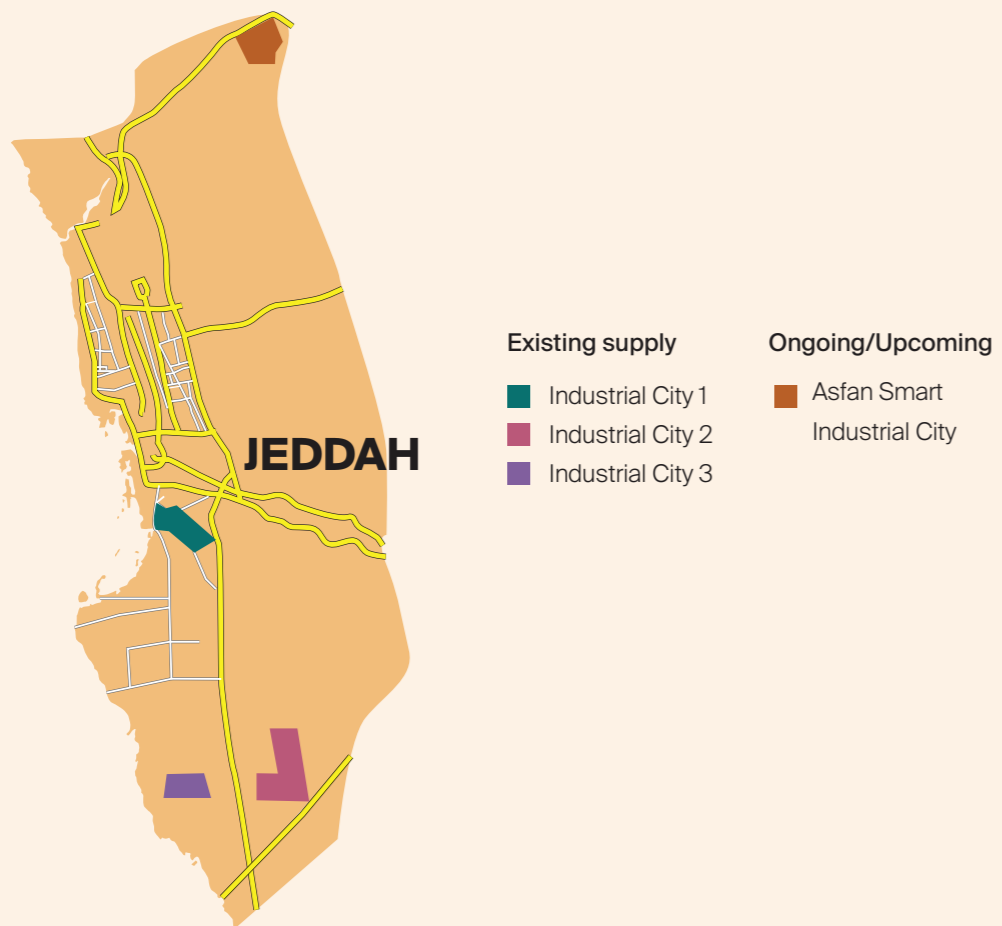 JEDDAH
Existing supply
Industrial City 1
Industrial City 2
Industrial City 3
Ongoing/Upcoming
Asfan Smart
Industrial City